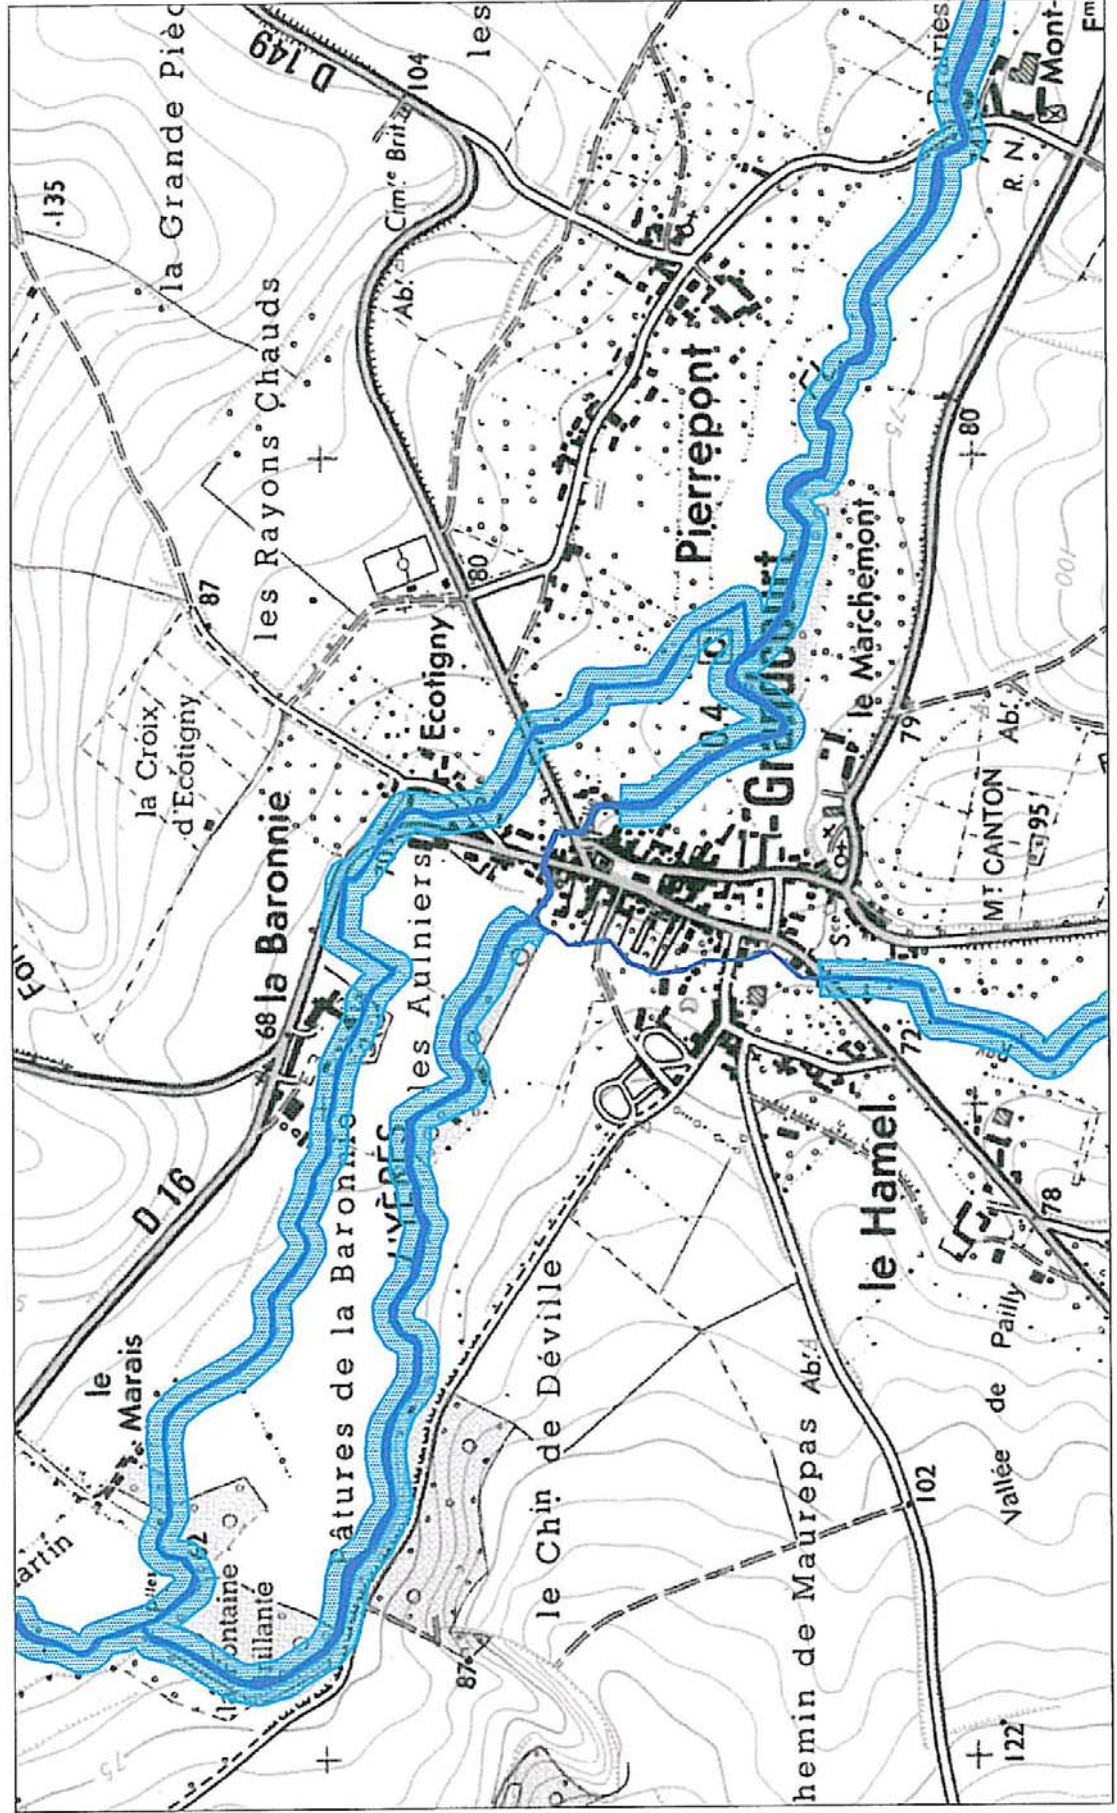 la Grande Pièc
D 149
104
les
135
Cim.re Brit.
Ab.r
les Rayons Chauds
87
la Croix
d'Ecotigny
80
Ecotigny
Pierrepont
R. N.
Mont-
80
75
100
Grandcourt
le Marchemont
79
MT CANTON
Ab.r
95
68
la Baronnie
les Aulniers
D 16
Pâtures de la Baronnie
le Hamel
72
78
le
Marais
artin
le Chin de Déville
Pailly
de
Vallée
hemin de Maurepas
Ab.r
102
87
122
75